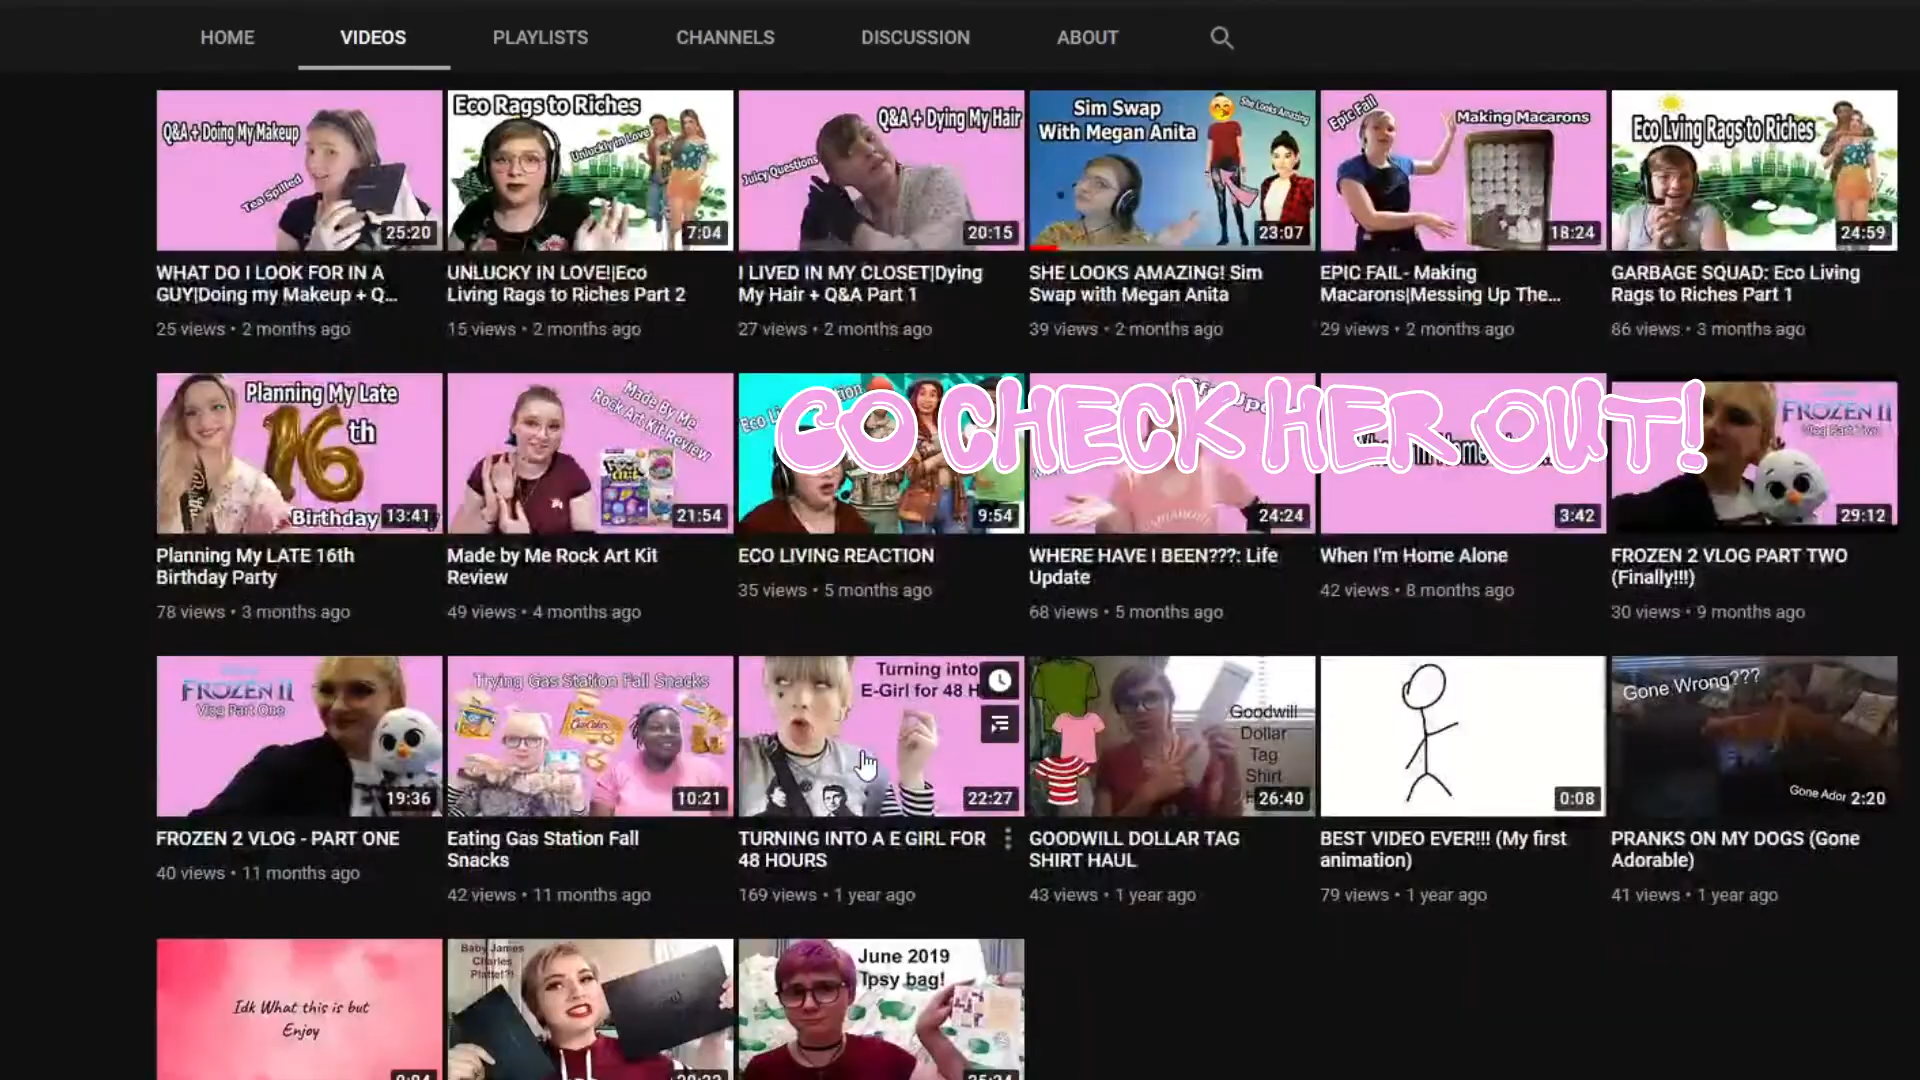 HOME VIDEOS PLAYLISTS CHANNELS DISCUSSION ABOUT
Q&A + Doing My Makeup
Tea Spilled
25:20
Eco Rags to Riches
Unluckly in Love
7:04
Q&A + Dying My Hair
Juicy Questions
20:15
Sim Swap
With Megan Anita
She Looks Amazing
23:07
Epic Fail
Making Macarons
18:24
Eco Lving Rags to Riches
24:59
WHAT DO I LOOK FOR IN A
GUY|Doing my Makeup + Q...
25 views • 2 months ago
UNLUCKY IN LOVE!|Eco
Living Rags to Riches Part 2
15 views • 2 months ago
I LIVED IN MY CLOSET|Dying
My Hair + Q&A Part 1
27 views • 2 months ago
SHE LOOKS AMAZING! Sim
Swap with Megan Anita
39 views • 2 months ago
EPIC FAIL- Making
Macarons|Messing Up The...
29 views • 2 months ago
GARBAGE SQUAD: Eco Living
Rags to Riches Part 1
86 views • 3 months ago
GO CHECK HER OUT!
Planning My Late
16th
Birthday
13:41
Made By Me
Rock Art Kit Review
21:54
Eco
9:54
24:24
3:42
FROZEN II
Vlog Part Two
29:12
Planning My LATE 16th
Birthday Party
78 views • 3 months ago
Made by Me Rock Art Kit
Review
49 views • 4 months ago
ECO LIVING REACTION
35 views • 5 months ago
WHERE HAVE I BEEN???: Life
Update
68 views • 5 months ago
When I'm Home Alone
42 views • 8 months ago
FROZEN 2 VLOG PART TWO
(Finally!!!)
30 views • 9 months ago
FROZEN II
Vlog Part One
19:36
Trying Gas Station Fall Snacks
10:21
Turning into
E-Girl for 48 H
22:27
Goodwill
Dollar
Tag
Shirt
26:40
0:08
Gone Wrong???
Gone Ador
2:20
FROZEN 2 VLOG - PART ONE
40 views • 11 months ago
Eating Gas Station Fall
Snacks
42 views • 11 months ago
TURNING INTO A E GIRL FOR
48 HOURS
169 views • 1 year ago
GOODWILL DOLLAR TAG
SHIRT HAUL
43 views • 1 year ago
BEST VIDEO EVER!!! (My first
animation)
79 views • 1 year ago
PRANKS ON MY DOGS (Gone
Adorable)
41 views • 1 year ago
Idk What this is but
Enjoy
Baby James
Charles
June 2019
Ipsy bag!